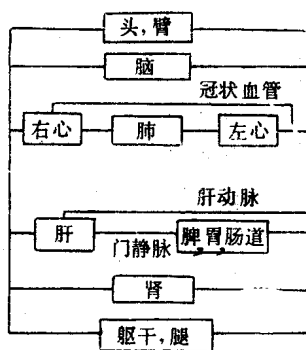 头，臂
脑
冠状血管
右心 肺 左心
肝动脉
肝 门静脉 脾胃肠道
肾
躯干，腿